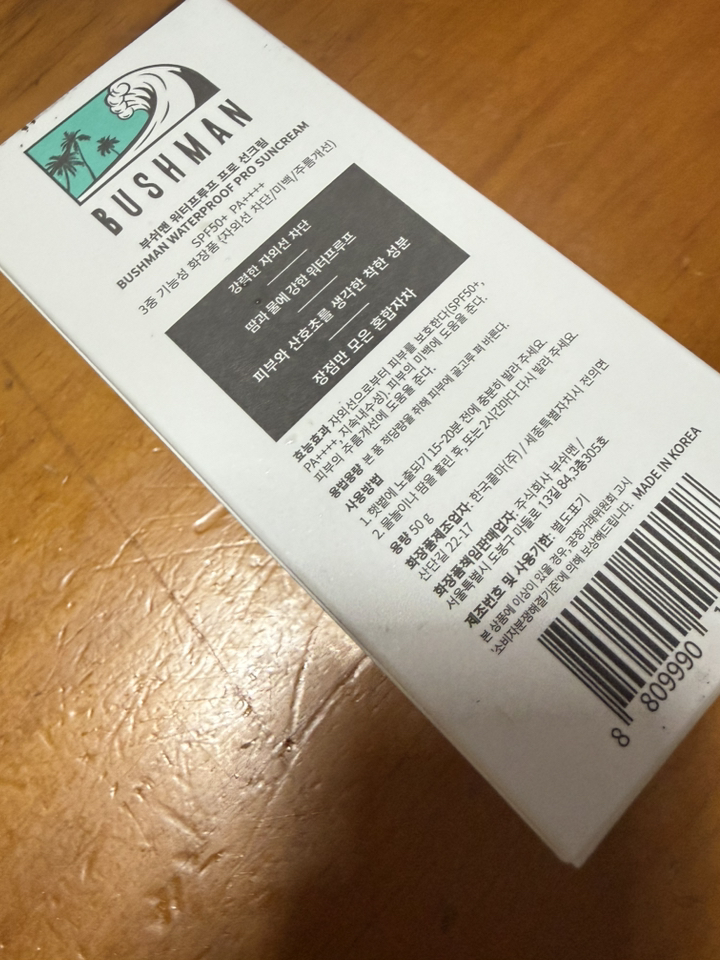 BUSHMAN
부쉬맨 워터프루프 프로 선크림
BUSHMAN WATERPROOF PRO SUNCREAM
SPF50+ PA++++
3중 기능성 화장품 (자외선 차단/미백/주름개선)
강력한 자외선 차단
땀과 물에 강한 워터프루프
피부와 산호초를 생각한 착한 성분
장점만 모은 혼합자차
효능효과 자외선으로부터 피부를 보호한다(SPF50+,
PA++++, 지속내수성). 피부의 미백에 도움을 준다.
피부의 주름개선에 도움을 준다.
용법용량 본 품 적당량을 취해 피부에 골고루 펴 바른다.
사용방법
1. 햇볕에 노출되기 15~20분 전에 충분히 발라 주세요.
2. 물놀이나 땀을 흘린 후, 또는 2시간마다 다시 발라 주세요.
용량 50 g
화장품제조업자: 한국콜마(주) / 세종특별자치시 전의면
산단길 22-17
화장품책임판매업자: 주식회사 부쉬맨 /
서울특별시 도봉구 마들로 13길 84, 3층305호
제조번호 및 사용기한: 별도표기
본 상품에 이상이 있을 경우, 공정거래위원회 고시
'소비자분쟁해결기준'에 의해 보상해드립니다. MADE IN KOREA
8 809990